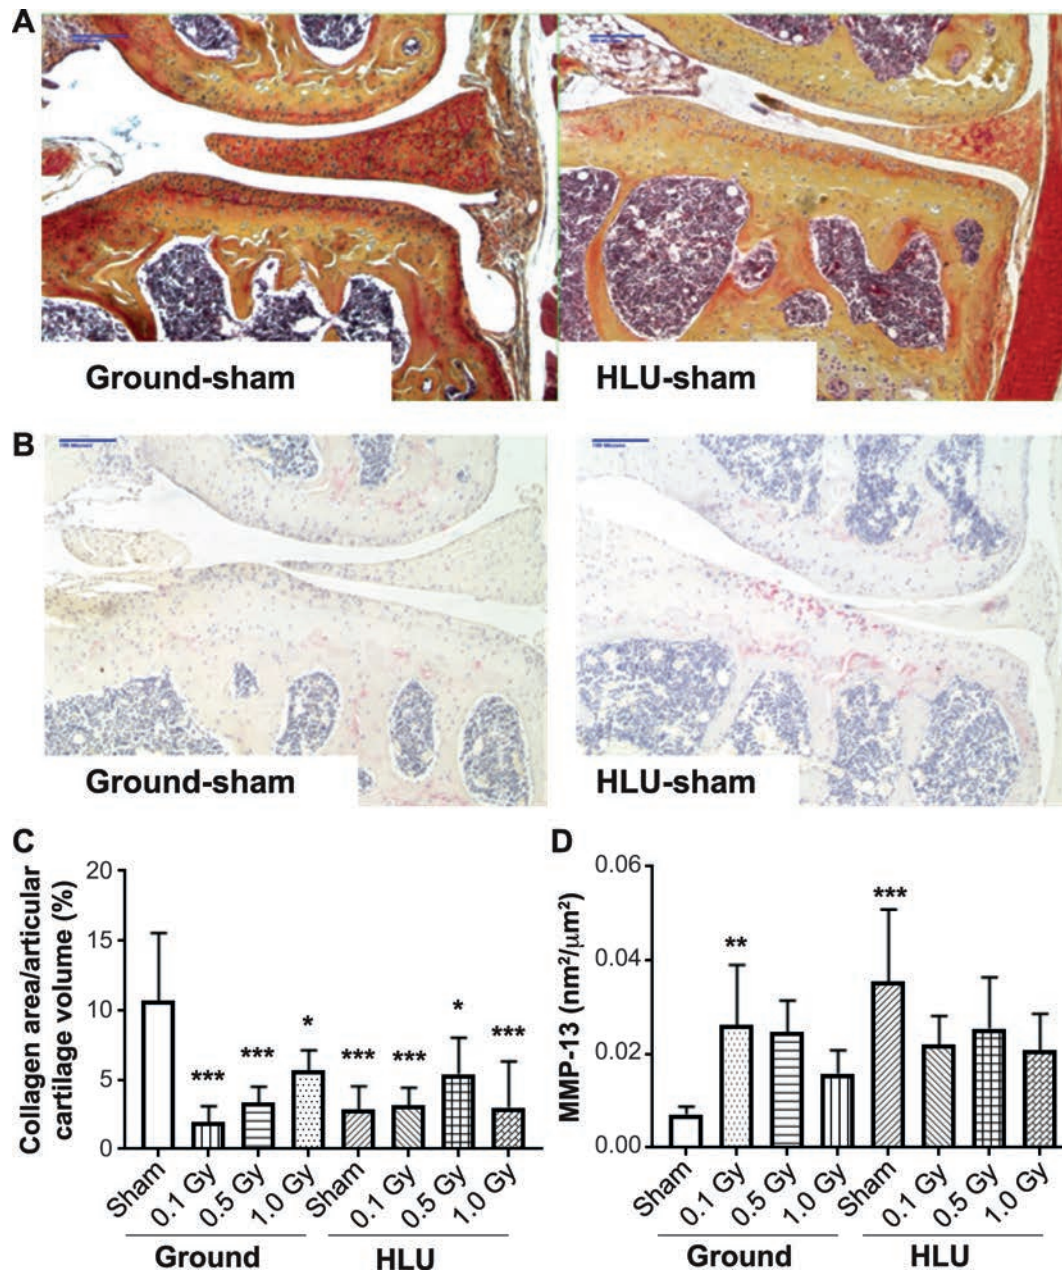 A
Ground-sham
HLU-sham
B
Ground-sham
HLU-sham
C
Collagen area/articular
cartilage volume (%)
20
15
10
5
0
***
***
*
***
***
*
***
Sham
0.1 Gy
0.5 Gy
1.0 Gy
Sham
0.1 Gy
0.5 Gy
1.0 Gy
Ground
HLU
D
MMP-13 (nm²/μm²)
0.06
0.04
0.02
0.00
**
***
Sham
0.1 Gy
0.5 Gy
1.0 Gy
Sham
0.1 Gy
0.5 Gy
1.0 Gy
Ground
HLU